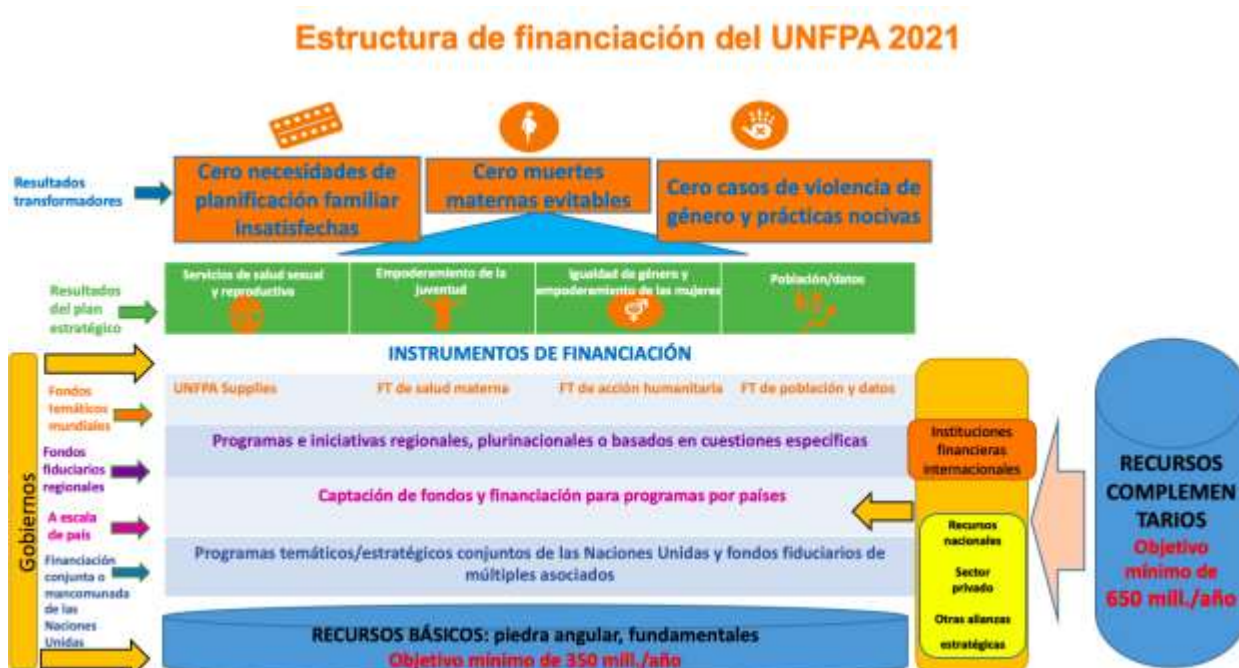 Estructura de financiación del UNFPA 2021
Resultados
transformadores
Cero necesidades de
planificación familiar
insatisfechas
Cero muertes
maternas evitables
Cero casos de violencia de
género y prácticas nocivas
Resultados
del plan
estratégico
Servicios de salud sexual
y reproductivo
Empoderamiento de la
juventud
Igualdad de género y
empoderamiento de las mujeres
Población/datos
INSTRUMENTOS DE FINANCIACIÓN
Gobiernos
Fondos
temáticos
mundiales
UNFPA Supplies
FT de salud materna
FT de acción humanitaria
FT de población y datos
Fondos
fiduciarios
regionales
Programas e iniciativas regionales, plurinacionales o basados en cuestiones específicas
A escala
de país
Captación de fondos y financiación para programas por países
Financiación
conjunta o
mancomunada
de las
Naciones
Unidas
Programas temáticos/estratégicos conjuntos de las Naciones Unidas y fondos fiduciarios de
múltiples asociados
RECURSOS BÁSICOS: piedra angular, fundamentales
Objetivo mínimo de 350 mill./año
Instituciones
financieras
internacionales
Recursos
nacionales
Sector
privado
Otras alianzas
estratégicas
RECURSOS
COMPLEMEN
TARiOS
Objetivo
mínimo de
650 mill./año